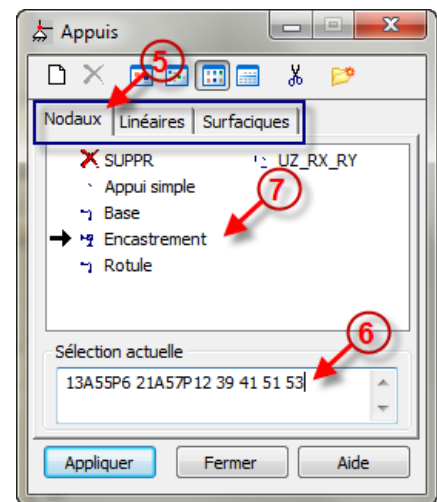 Appuis
5
Nodaux Linéaires Surfaciques
SUPPR UZ_RX_RY
Appui simple
7
Base
Encastrement
Rotule
6
Sélection actuelle
13A55P6 21A57P12 39 41 51 53
Appliquer Fermer Aide